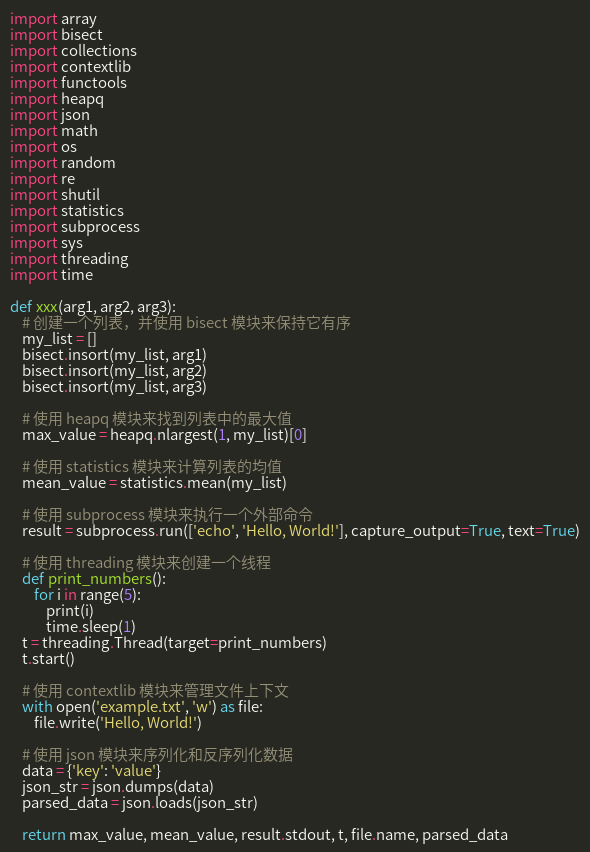 import array
import bisect
import collections
import contextlib
import functools
import heapq
import json
import math
import os
import random
import re
import shutil
import statistics
import subprocess
import sys
import threading
import time

def xxx(arg1, arg2, arg3):
    # 创建一个列表，并使用 bisect 模块来保持它有序
    my_list = []
    bisect.insort(my_list, arg1)
    bisect.insort(my_list, arg2)
    bisect.insort(my_list, arg3)

    # 使用 heapq 模块来找到列表中的最大值
    max_value = heapq.nlargest(1, my_list)[0]

    # 使用 statistics 模块来计算列表的均值
    mean_value = statistics.mean(my_list)

    # 使用 subprocess 模块来执行一个外部命令
    result = subprocess.run(['echo', 'Hello, World!'], capture_output=True, text=True)

    # 使用 threading 模块来创建一个线程
    def print_numbers():
        for i in range(5):
            print(i)
            time.sleep(1)
    t = threading.Thread(target=print_numbers)
    t.start()

    # 使用 contextlib 模块来管理文件上下文
    with open('example.txt', 'w') as file:
        file.write('Hello, World!')

    # 使用 json 模块来序列化和反序列化数据
    data = {'key': 'value'}
    json_str = json.dumps(data)
    parsed_data = json.loads(json_str)

    return max_value, mean_value, result.stdout, t, file.name, parsed_data